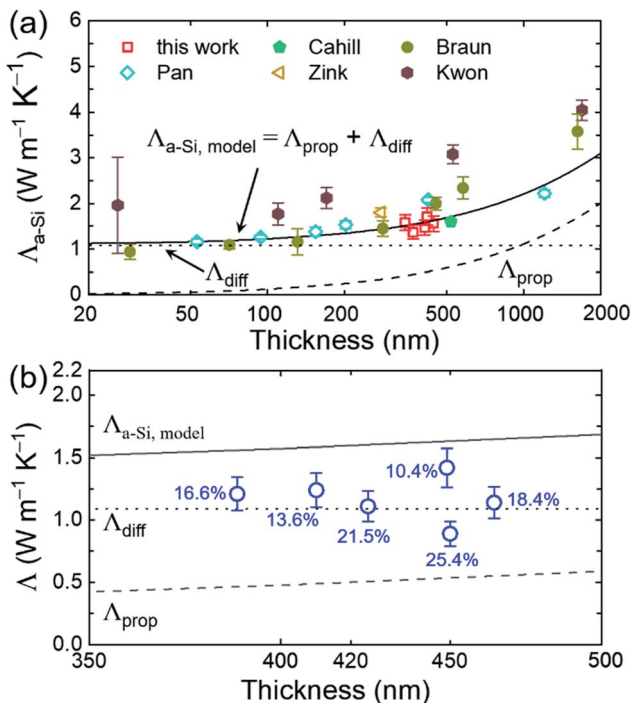 (a)
this work Cahill Braun
Pan Zink Kwon
Λa-Si, model = Λprop + Λdiff
Λdiff
Λprop
Λa-Si (W m⁻¹ K⁻¹)
6
5
4
3
2
1
0
20 50 100 200 500 1000 2000
Thickness (nm)
(b)
Λa-Si, model
10.4%
16.6%
18.4%
13.6%
Λdiff
21.5%
25.4%
Λprop
Λ (W m⁻¹ K⁻¹)
2.2
2.0
1.5
1.0
0.5
0.0
350 400 420 450 500
Thickness (nm)